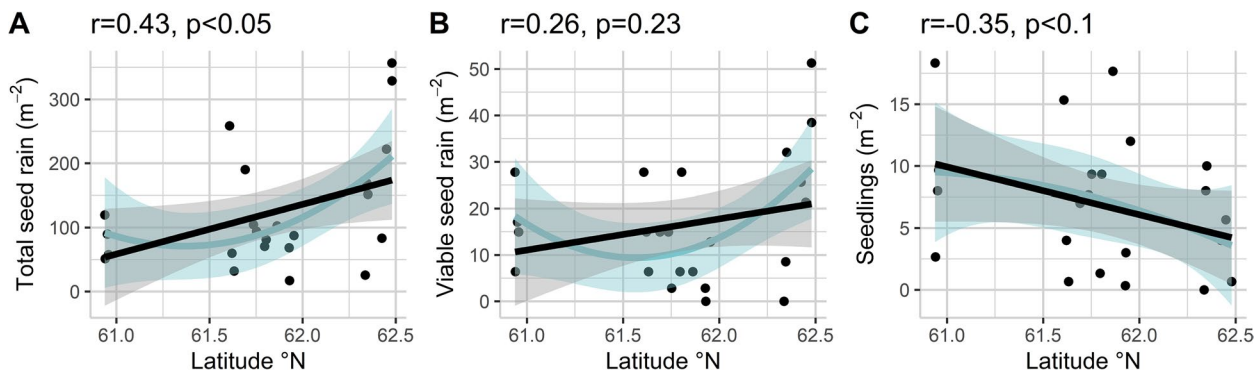 A r=0.43, p<0.05
Total seed rain (m⁻²)
300
200
100
0
61.0 61.5 62.0 62.5
Latitude °N
B r=0.26, p=0.23
Viable seed rain (m⁻²)
50
40
30
20
10
0
61.0 61.5 62.0 62.5
Latitude °N
C r=-0.35, p<0.1
Seedlings (m⁻²)
15
10
5
0
61.0 61.5 62.0 62.5
Latitude °N